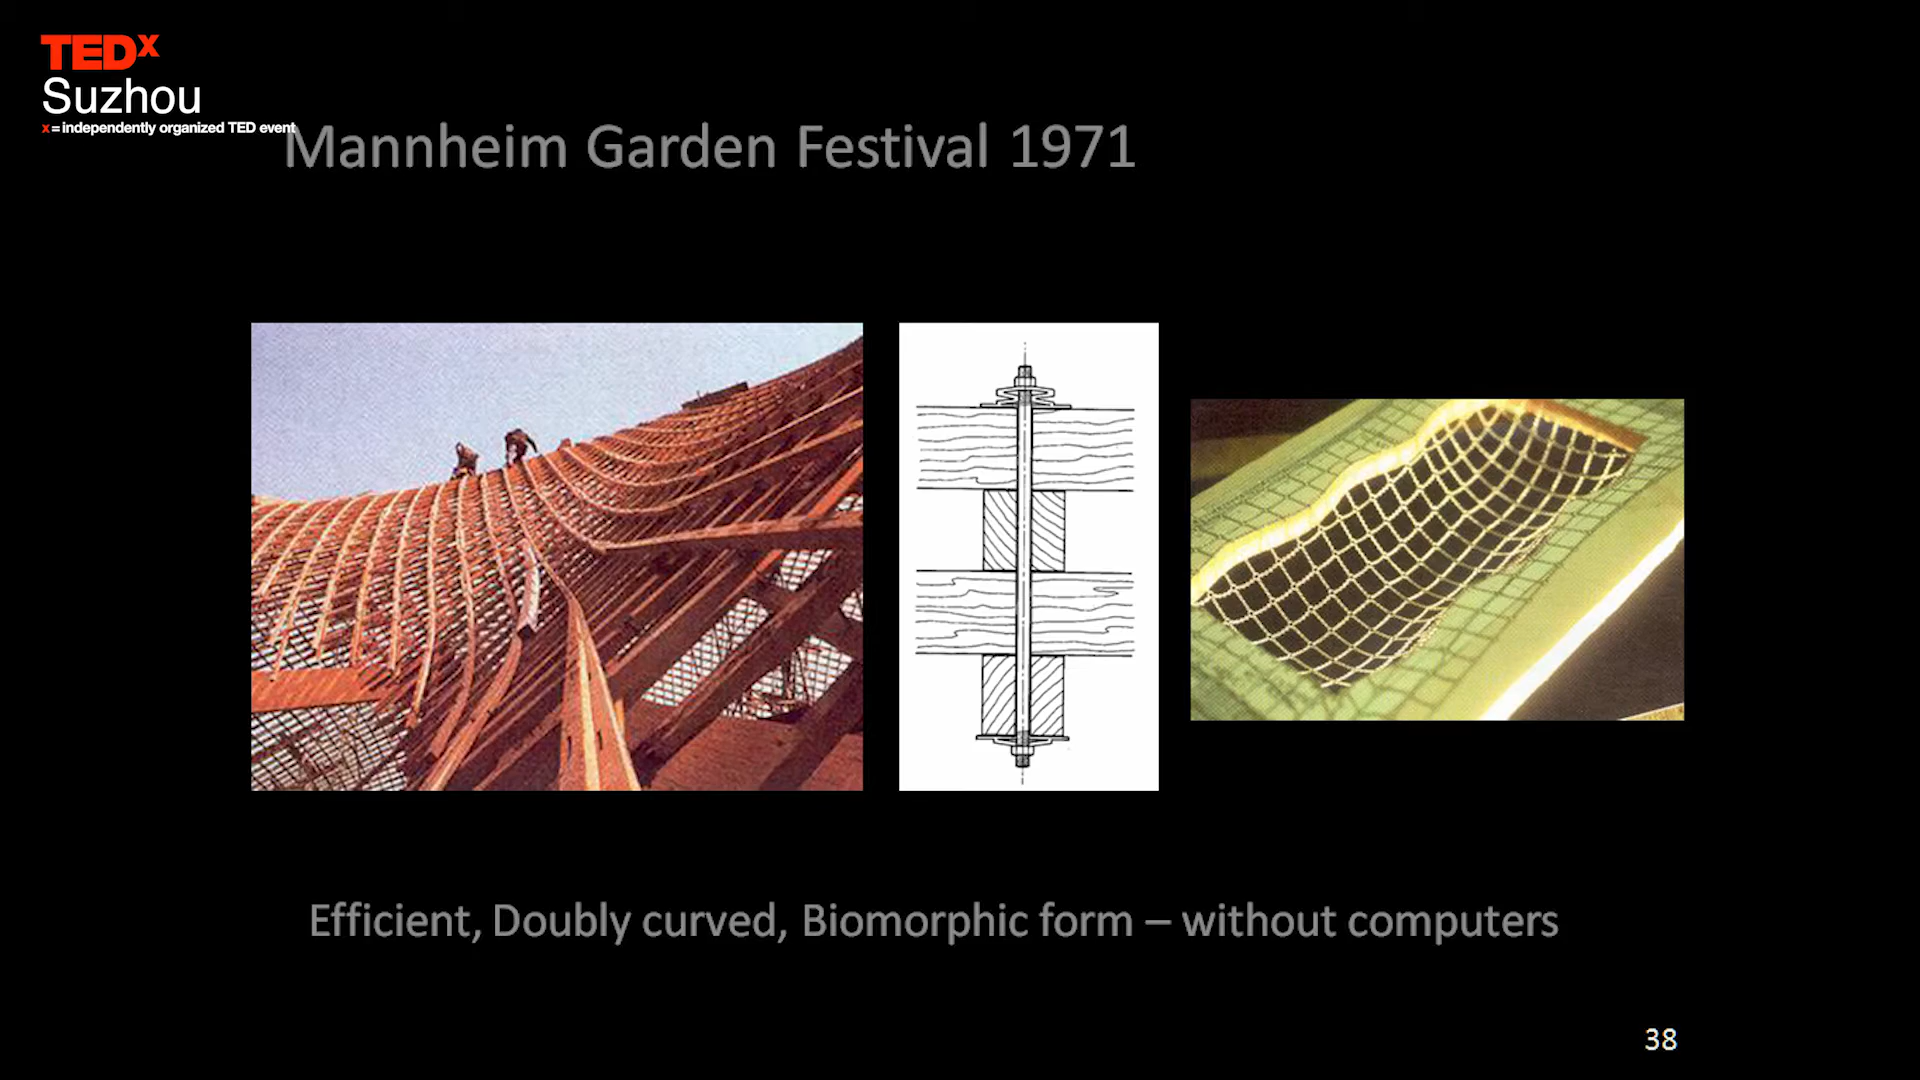 TEDx
Suzhou
x = independently organized TED event
Mannheim Garden Festival 1971
Efficient, Doubly curved, Biomorphic form – without computers
38